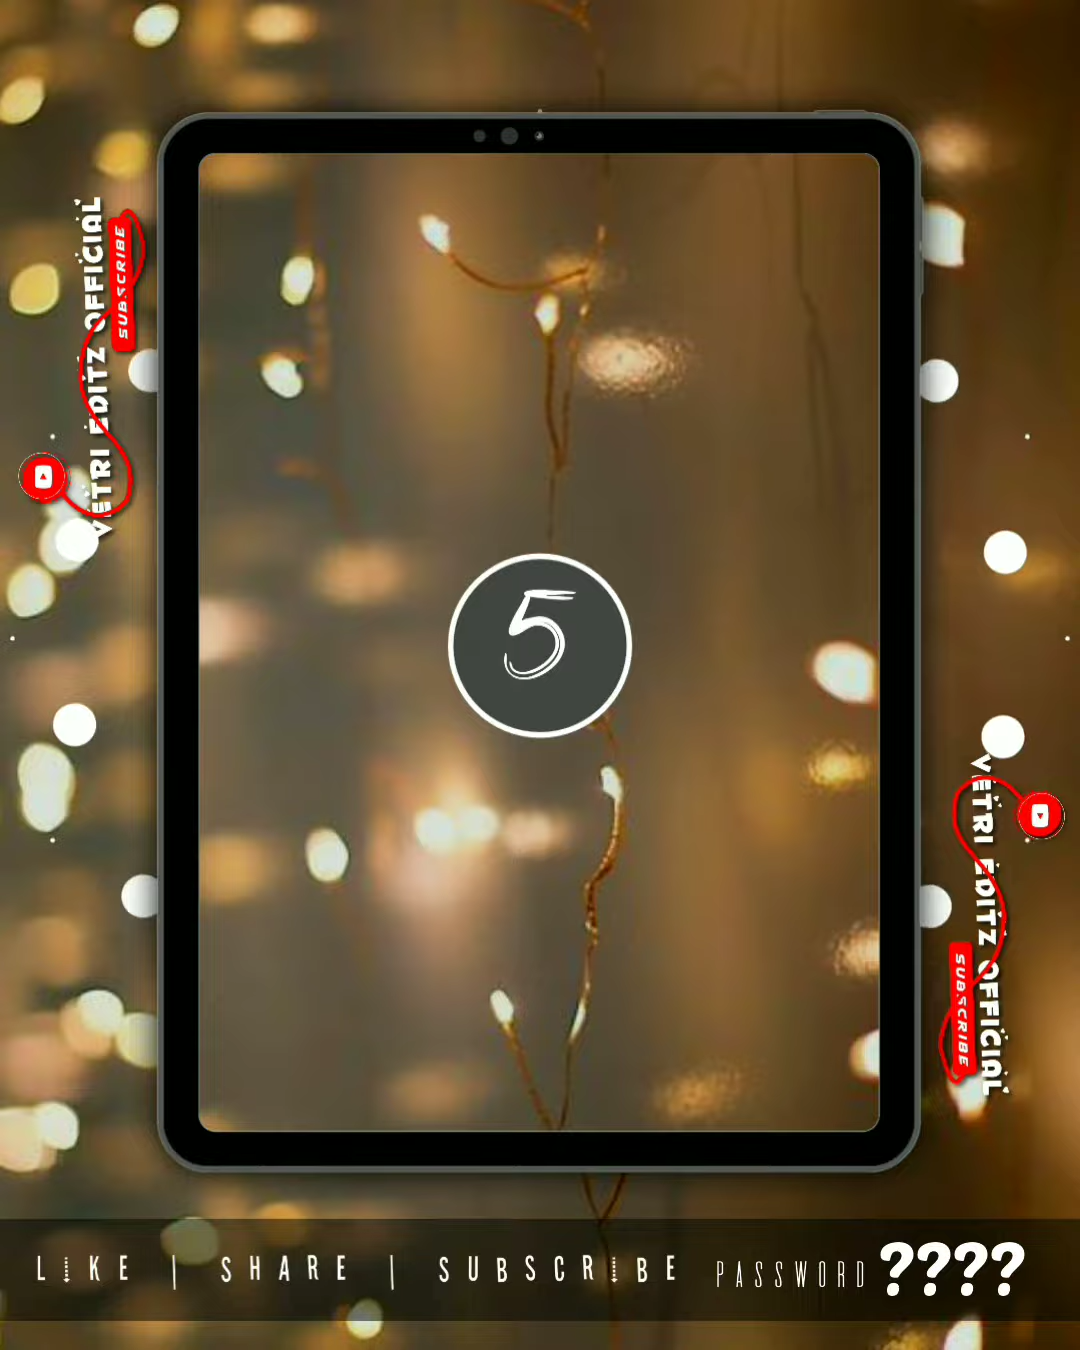 VETRI EDITZ OFFICIAL
SUBSCRIBE
5
VETRI EDITZ OFFICIAL
SUBSCRIBE
LIKE | SHARE | SUBSCRIBE PASSWORD ????